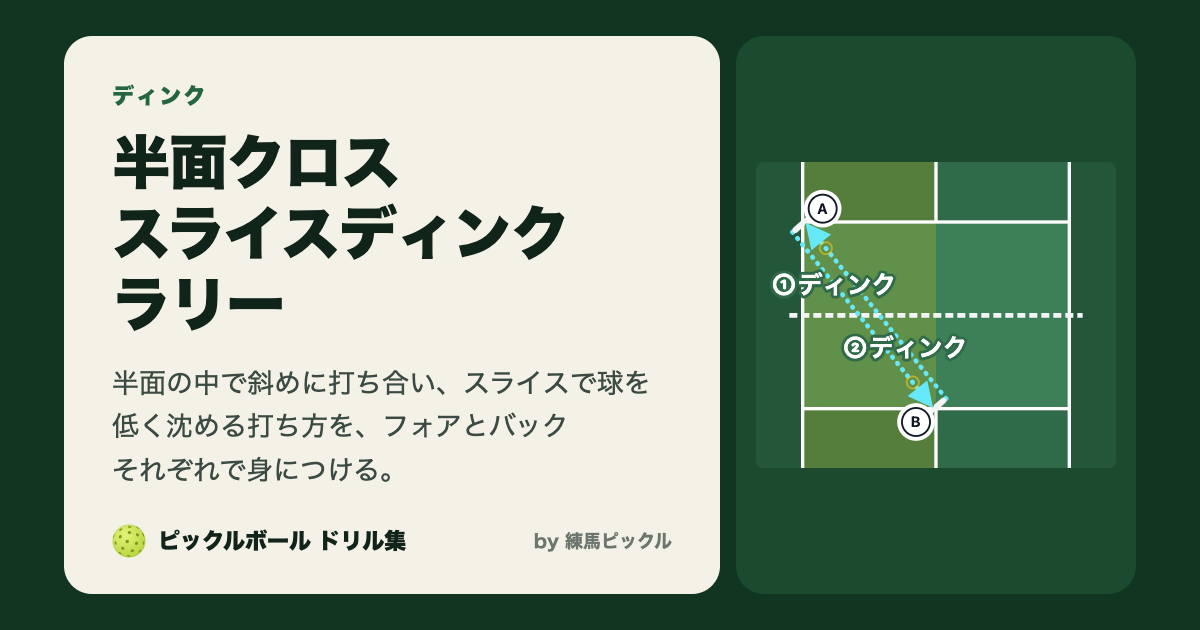 ディンク
半面クロス
スライスディンク
ラリー
半面の中で斜めに打ち合い、スライスで球を
低く沈める打ち方を、フォアとバック
それぞれで身につける。
ピックルボール ドリル集
by 練馬ピックル
A
①ディンク
②ディンク
B